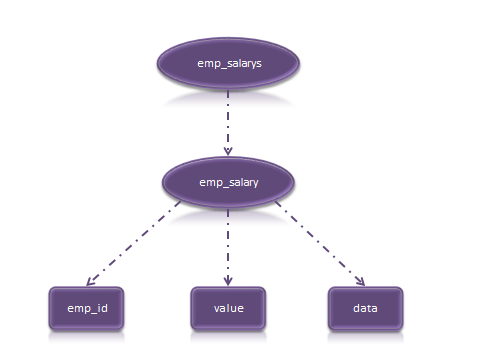 emp_salarys
emp_salary
emp_id
value
data